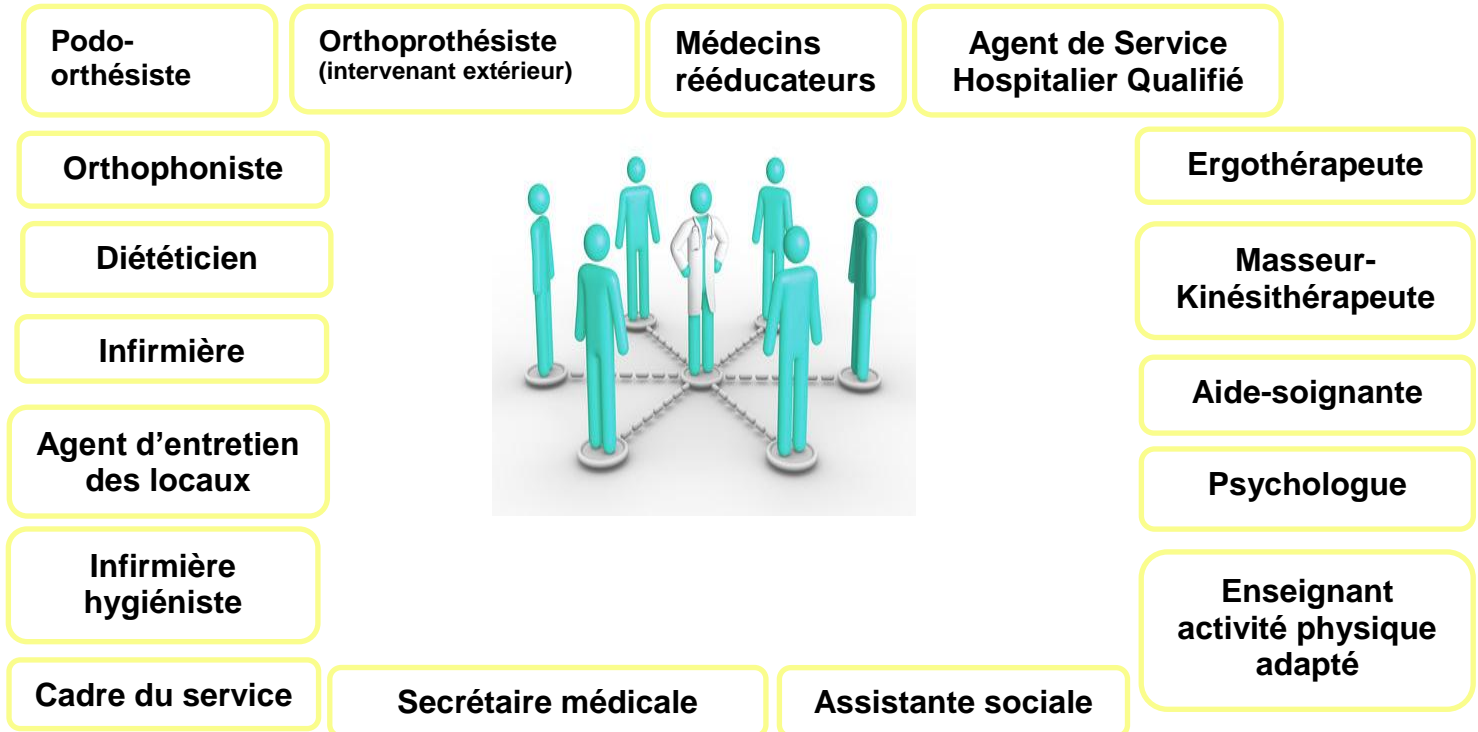 Podo-
orthésiste
Orthoprothésiste
(intervenant extérieur)
Médecins
rééducateurs
Agent de Service
Hospitalier Qualifié
Orthophoniste
Diététicien
Infirmière
Agent d’entretien
des locaux
Infirmière
hygiéniste
Cadre du service
Secrétaire médicale
Assistante sociale
Ergothérapeute
Masseur-
Kinésithérapeute
Aide-soignante
Psychologue
Enseignant
activité physique
adapté